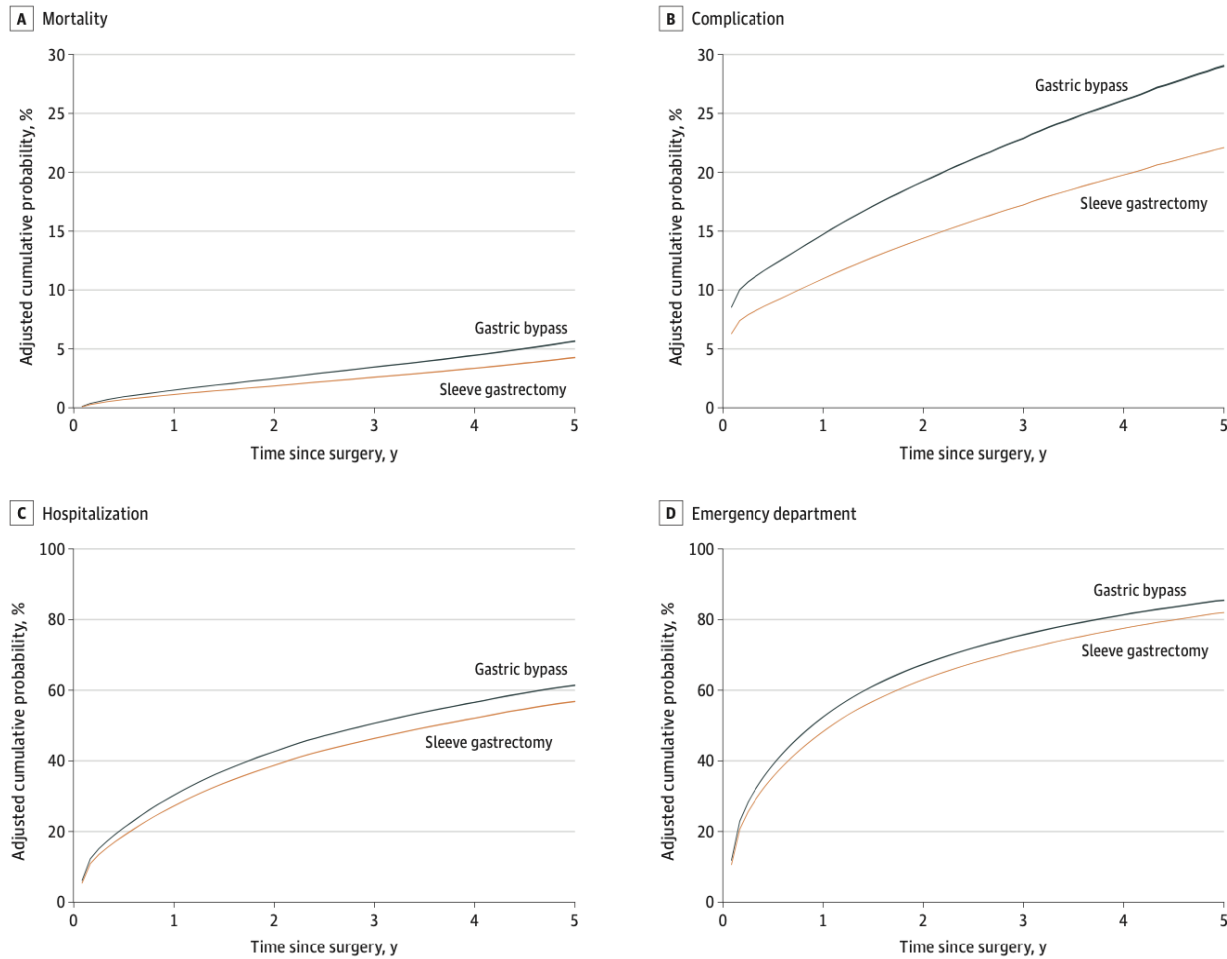 A Mortality
Adjusted cumulative probability, %
30
25
20
15
10
5
0
Gastric bypass
Sleeve gastrectomy
0 1 2 3 4 5
Time since surgery, y
B Complication
Adjusted cumulative probability, %
30
25
20
15
10
5
0
Gastric bypass
Sleeve gastrectomy
0 1 2 3 4 5
Time since surgery, y
C Hospitalization
Adjusted cumulative probability, %
100
80
60
40
20
0
Gastric bypass
Sleeve gastrectomy
0 1 2 3 4 5
Time since surgery, y
D Emergency department
Adjusted cumulative probability, %
100
80
60
40
20
0
Gastric bypass
Sleeve gastrectomy
0 1 2 3 4 5
Time since surgery, y